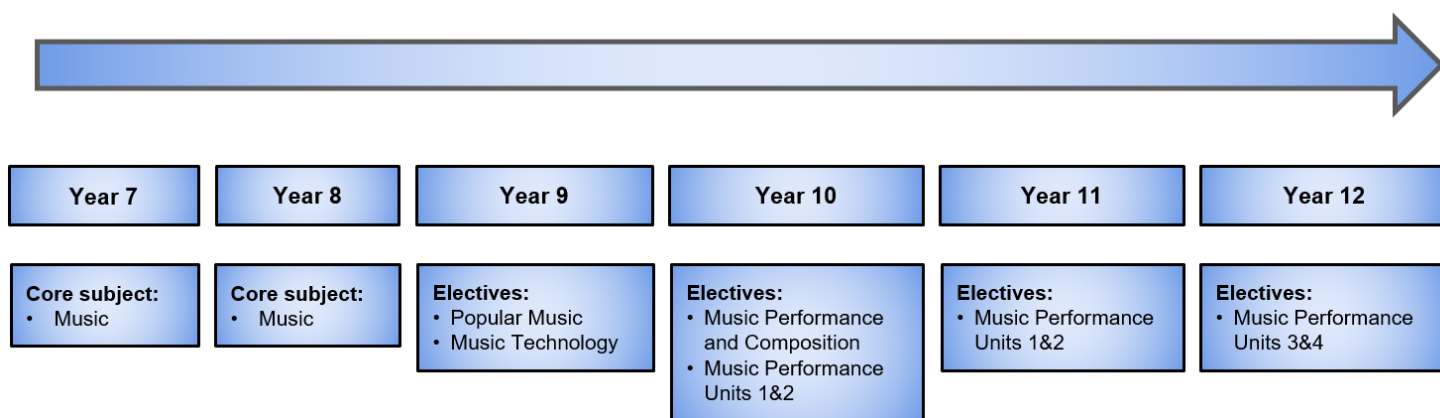 Year 7
Year 8
Year 9
Year 10
Year 11
Year 12
Core subject:
• Music
Core subject:
• Music
Electives:
• Popular Music
• Music Technology
Electives:
• Music Performance
and Composition
• Music Performance
Units 1&2
Electives:
• Music Performance
Units 1&2
Electives:
• Music Performance
Units 3&4